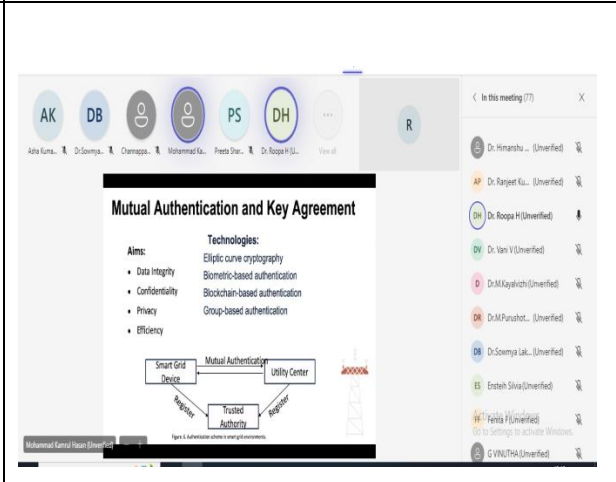 AK
DB
PS
DH
...
Asha Kuma...
Dr.Sowmya...
Channappa...
Mohammad Ka...
Preeta Shar...
Dr. Roopa H (U...
View all
R
Mutual Authentication and Key Agreement
Aims:
• Data Integrity
• Confidentiality
• Privacy
• Efficiency
Technologies:
Elliptic curve cryptography
Biometric-based authentication
Blockchain-based authentication
Group-based authentication
Smart Grid
Device
Mutual Authentication
Utility Center
Register
Register
Trusted
Authority
Figure. 6. Authentication scheme in smart grid environments.
Mohammad Kamrul Hasan (Unverified)
In this meeting (77)
Dr. Himanshu ... (Unverified)
AP Dr. Ranjeet Ku... (Unverified)
DH Dr. Roopa H (Unverified)
DV Dr. Vani V (Unverified)
D Dr.M.Kayalvizhi (Unverified)
DR Dr.M.Purushot... (Unverified)
DB Dr.Sowmya Lak... (Unverified)
ES Ensteih Silvia (Unverified)
Activate Windows
FF Fenita F (Unverified)
Go to Settings to activate Windows.
G VINUTHA (Unverified)